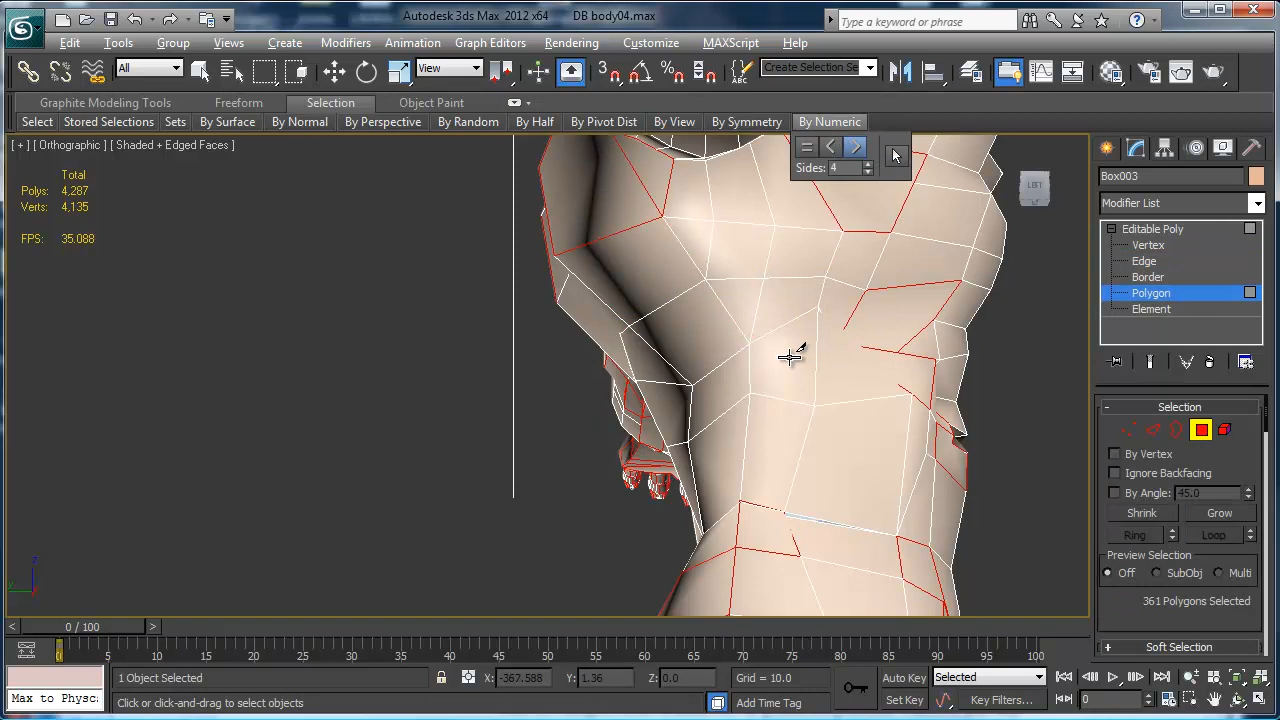 Autodesk 3ds Max 2012 x64 DB body04.max
Type a keyword or phrase
Edit Tools Group Views Create Modifiers Animation Graph Editors Rendering Customize MAXScript Help
All View Create Selection Se
Graphite Modeling Tools Freeform Selection Object Paint
Select Stored Selections Sets By Surface By Normal By Perspective By Random By Half By Pivot Dist By View By Symmetry By Numeric
[ + ] [ Orthographic ] [ Shaded + Edged Faces ]
Sides: 4
Total
Polys: 4,287
Verts: 4,135
FPS: 35.088
Box003
Modifier List
Editable Poly
Vertex
Edge
Border
Polygon
Element
- Selection
By Vertex
Ignore Backfacing
By Angle: 45.0
Shrink Grow
Ring Loop
Preview Selection
Off SubObj Multi
361 Polygons Selected
+ Soft Selection
z
y
< 0 / 100 >
0 5 10 15 20 25 30 35 40 45 50 55 60 65 70 75 80 85 90 95 100
1 Object Selected X: -367.588 Y: 1.36 Z: 0.0 Grid = 10.0 Auto Key Selected
Max to Physc: Click or click-and-drag to select objects Add Time Tag Set Key Key Filters... 0